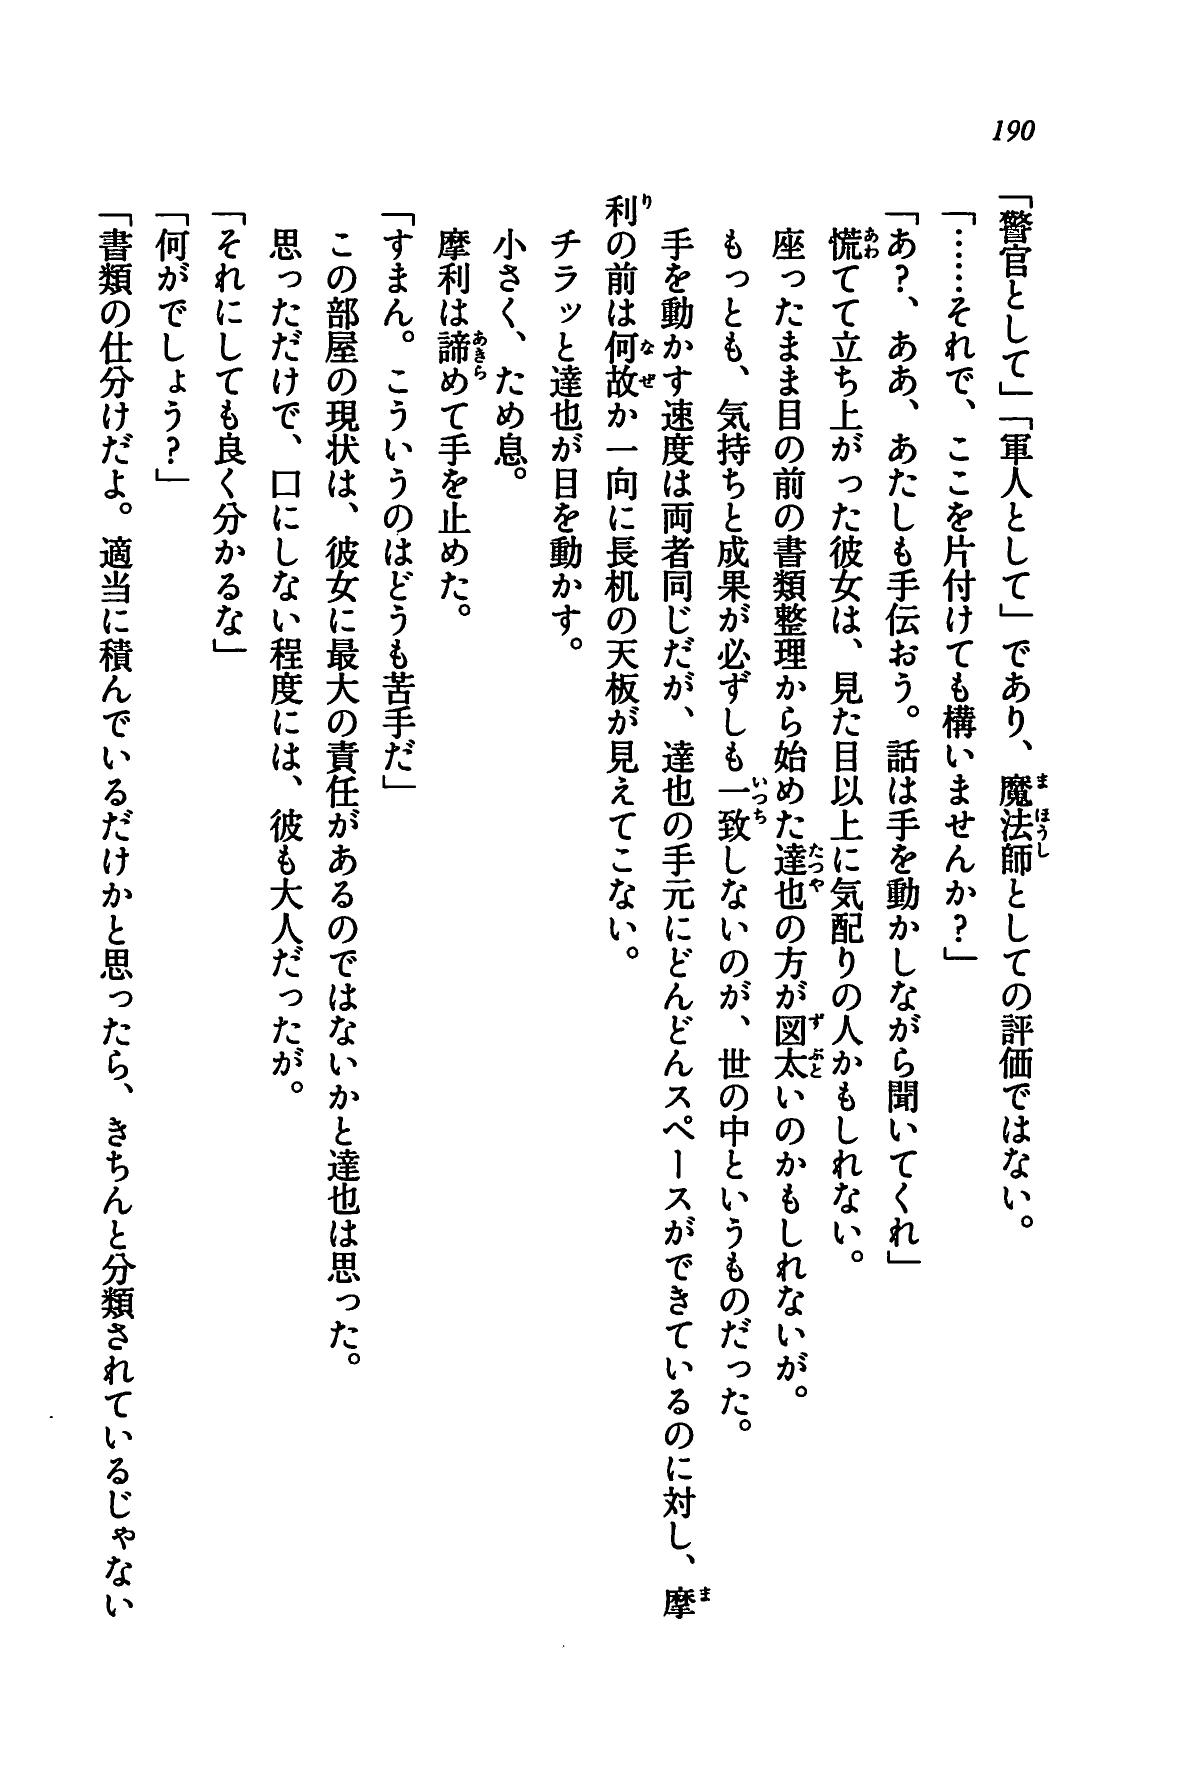 190
「警官として」「軍人として」であり、魔法師としての評価ではない。
「……それで、ここを片付けても構いませんか?」
「あ?、ああ、あたしも手伝おう。話は手を動かしながら聞いてくれ」
慌てて立ち上がった彼女は、見た目以上に気配りの人かもしれない。
座ったまま目の前の書類整理から始めた達也の方が図太いのかもしれないが。
もっとも、気持ちと成果が必ずしも一致しないのが、世の中というものだった。
手を動かす速度は両者同じだが、達也の手元にどんどんスペースができているのに対し、摩
利の前は何故か一向に長机の天板が見えてこない。
チラッと達也が目を動かす。
小さく、ため息。
摩利は諦めて手を止めた。
「すまん。こういうのはどうも苦手だ」
この部屋の現状は、彼女に最大の責任があるのではないかと達也は思った。
思っただけで、口にしない程度には、彼も大人だったが。
「それにしても良く分かるな」
「何がでしょう?」
「書類の仕分けだよ。適当に積んでいるだけかと思ったら、きちんと分類されているじゃない